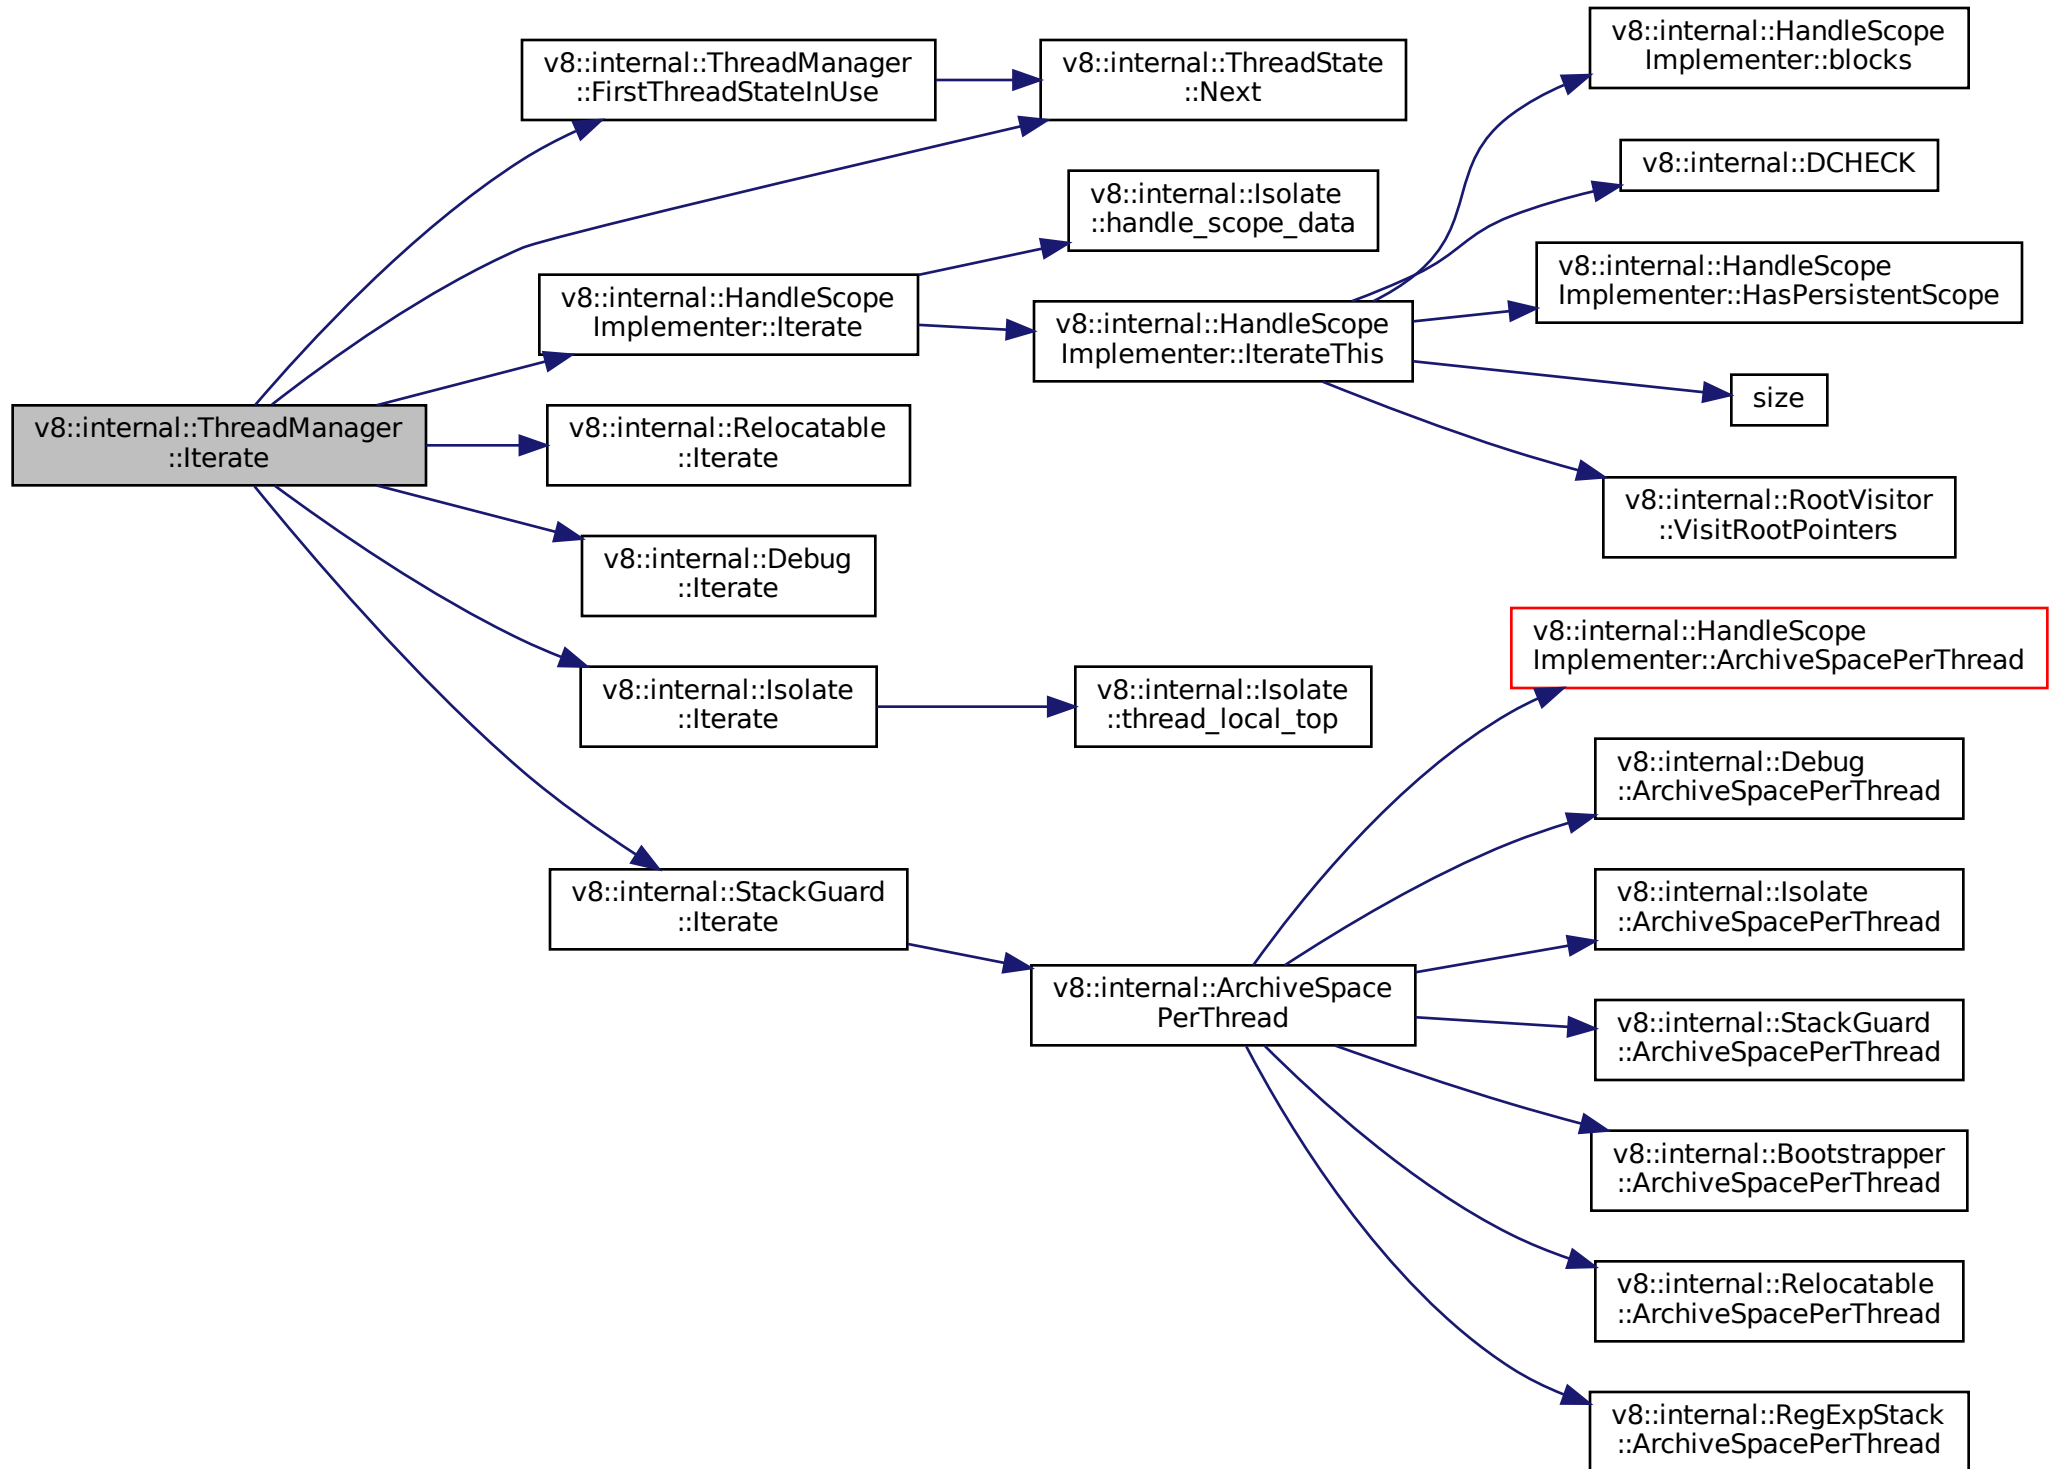 v8::internal::ThreadManager
::Iterate
v8::internal::ThreadManager
::FirstThreadStateInUse
v8::internal::ThreadState
::Next
v8::internal::HandleScope
Implementer::Iterate
v8::internal::Isolate
::handle_scope_data
v8::internal::HandleScope
Implementer::IterateThis
v8::internal::HandleScope
Implementer::blocks
v8::internal::DCHECK
v8::internal::HandleScope
Implementer::HasPersistentScope
size
v8::internal::RootVisitor
::VisitRootPointers
v8::internal::Relocatable
::Iterate
v8::internal::Debug
::Iterate
v8::internal::Isolate
::Iterate
v8::internal::Isolate
::thread_local_top
v8::internal::StackGuard
::Iterate
v8::internal::ArchiveSpace
PerThread
v8::internal::HandleScope
Implementer::ArchiveSpacePerThread
v8::internal::Debug
::ArchiveSpacePerThread
v8::internal::Isolate
::ArchiveSpacePerThread
v8::internal::StackGuard
::ArchiveSpacePerThread
v8::internal::Bootstrapper
::ArchiveSpacePerThread
v8::internal::Relocatable
::ArchiveSpacePerThread
v8::internal::RegExpStack
::ArchiveSpacePerThread